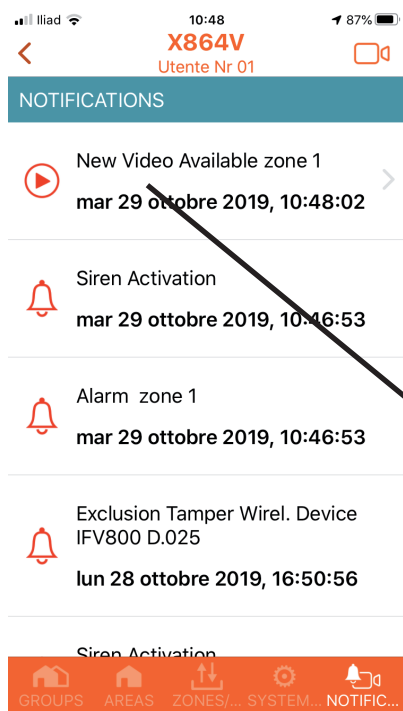 Iliad 10:48 87%
X864V
Utente Nr 01
NOTIFICATIONS
New Video Available zone 1
mar 29 ottobre 2019, 10:48:02
Siren Activation
mar 29 ottobre 2019, 10:46:53
Alarm zone 1
mar 29 ottobre 2019, 10:46:53
Exclusion Tamper Wirel. Device
IFV800 D.025
lun 28 ottobre 2019, 16:50:56
Siren Activation
GROUPS AREAS ZONES/... SYSTEM... NOTIFIC...